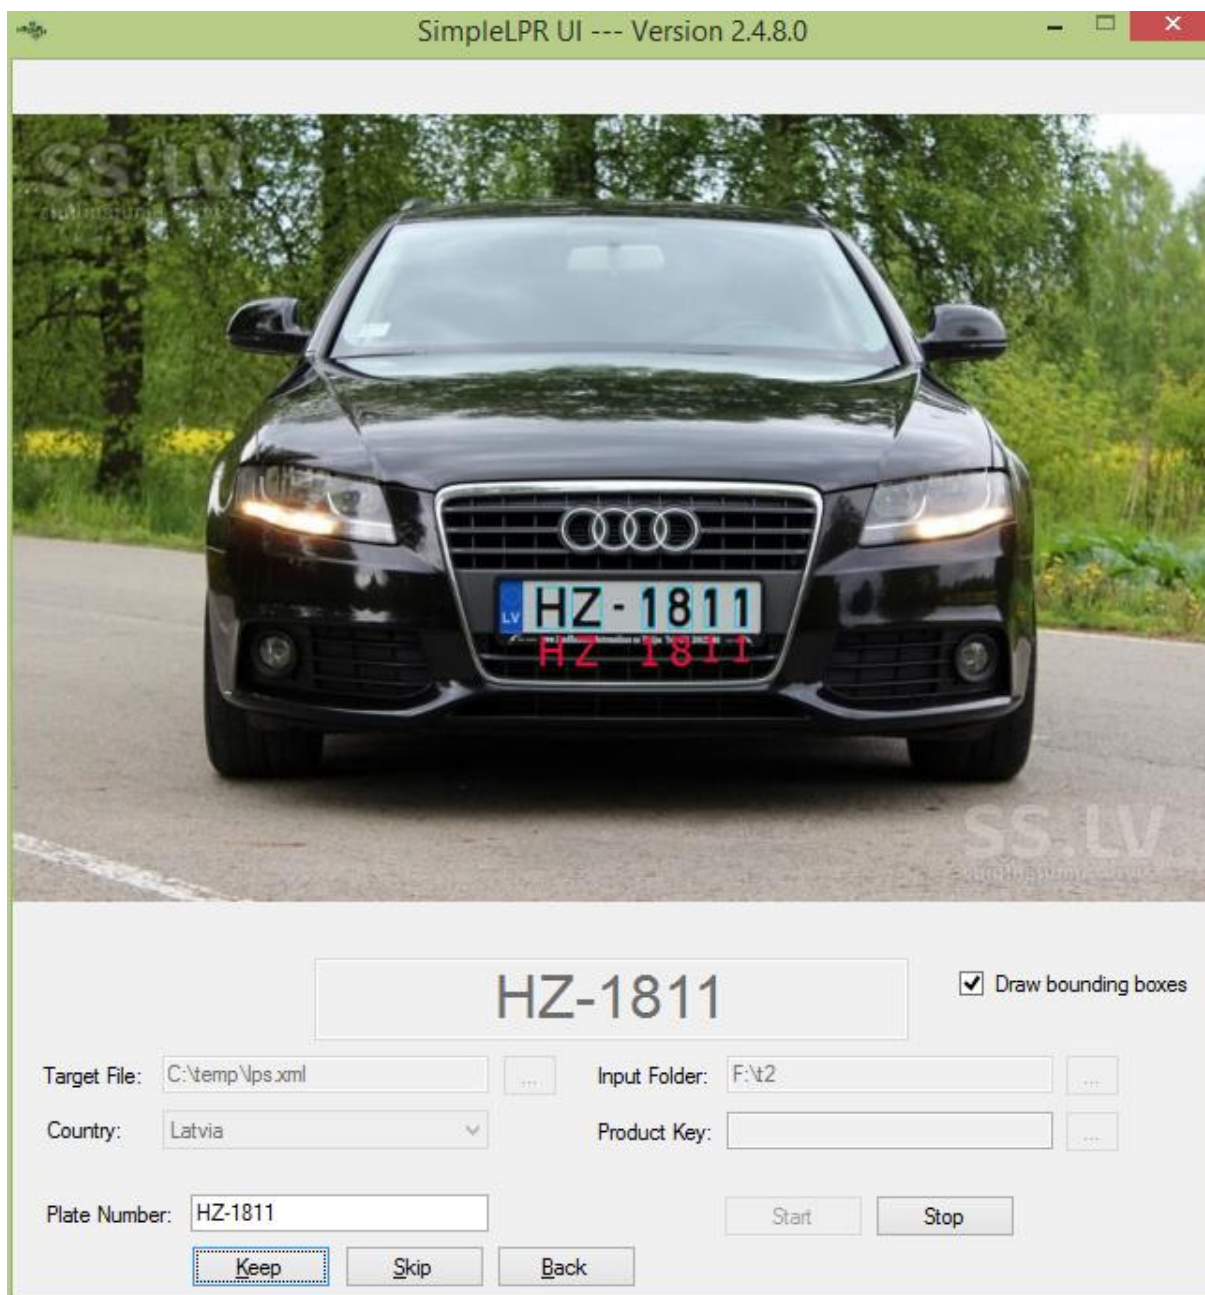 SimpleLPR UI --- Version 2.4.8.0
SS.LV
LV HZ - 1811
HZ 1811
SS.LV
HZ-1811
Draw bounding boxes
Target File: C:\temp\lps.xml ... Input Folder: F:\t2 ...
Country: Latvia Product Key: ...
Plate Number: HZ-1811 Start Stop
Keep Skip Back